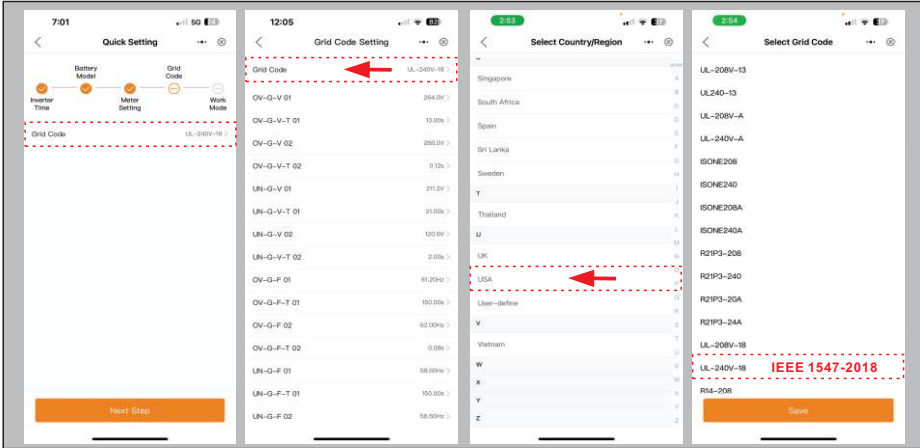 7:01
5G
Quick Setting
Battery Model
Grid Code
Inverter Time
Meter Setting
Work Mode
Grid Code UL-240V-18
Next Step
12:05
Grid Code Setting
Grid Code UL-240V-18
OV-G-V 01 264.0V
OV-G-V-T 01 13.00s
OV-G-V 02 288.0V
OV-G-V-T 02 0.12s
UN-G-V 01 211.2V
UN-G-V-T 01 21.00s
UN-G-V 02 120.0V
UN-G-V-T 02 2.00s
OV-G-F 01 61.20Hz
OV-G-F-T 01 150.00s
OV-G-F 02 62.00Hz
OV-G-F-T 02
UN-G-F 01 58.50Hz
UN-G-F-T 01 150.00s
UN-G-F 02
2:53
Select Country/Region
Singapore
South Africa
Spain
Sri Lanka
Sweden
T
Thailand
U
UK
USA
User-define
V
Vietnam
W
X
Y
Z
2:54
Select Grid Code
UL-208V-13
UL240-13
UL-208V-A
UL-240V-A
ISONE208
ISONE240
ISONE208A
ISONE240A
R21P3-208
R21P3-240
R21P3-20A
R21P3-24A
UL-208V-18
UL-240V-18 IEEE 1547-2018
R14-208
Save